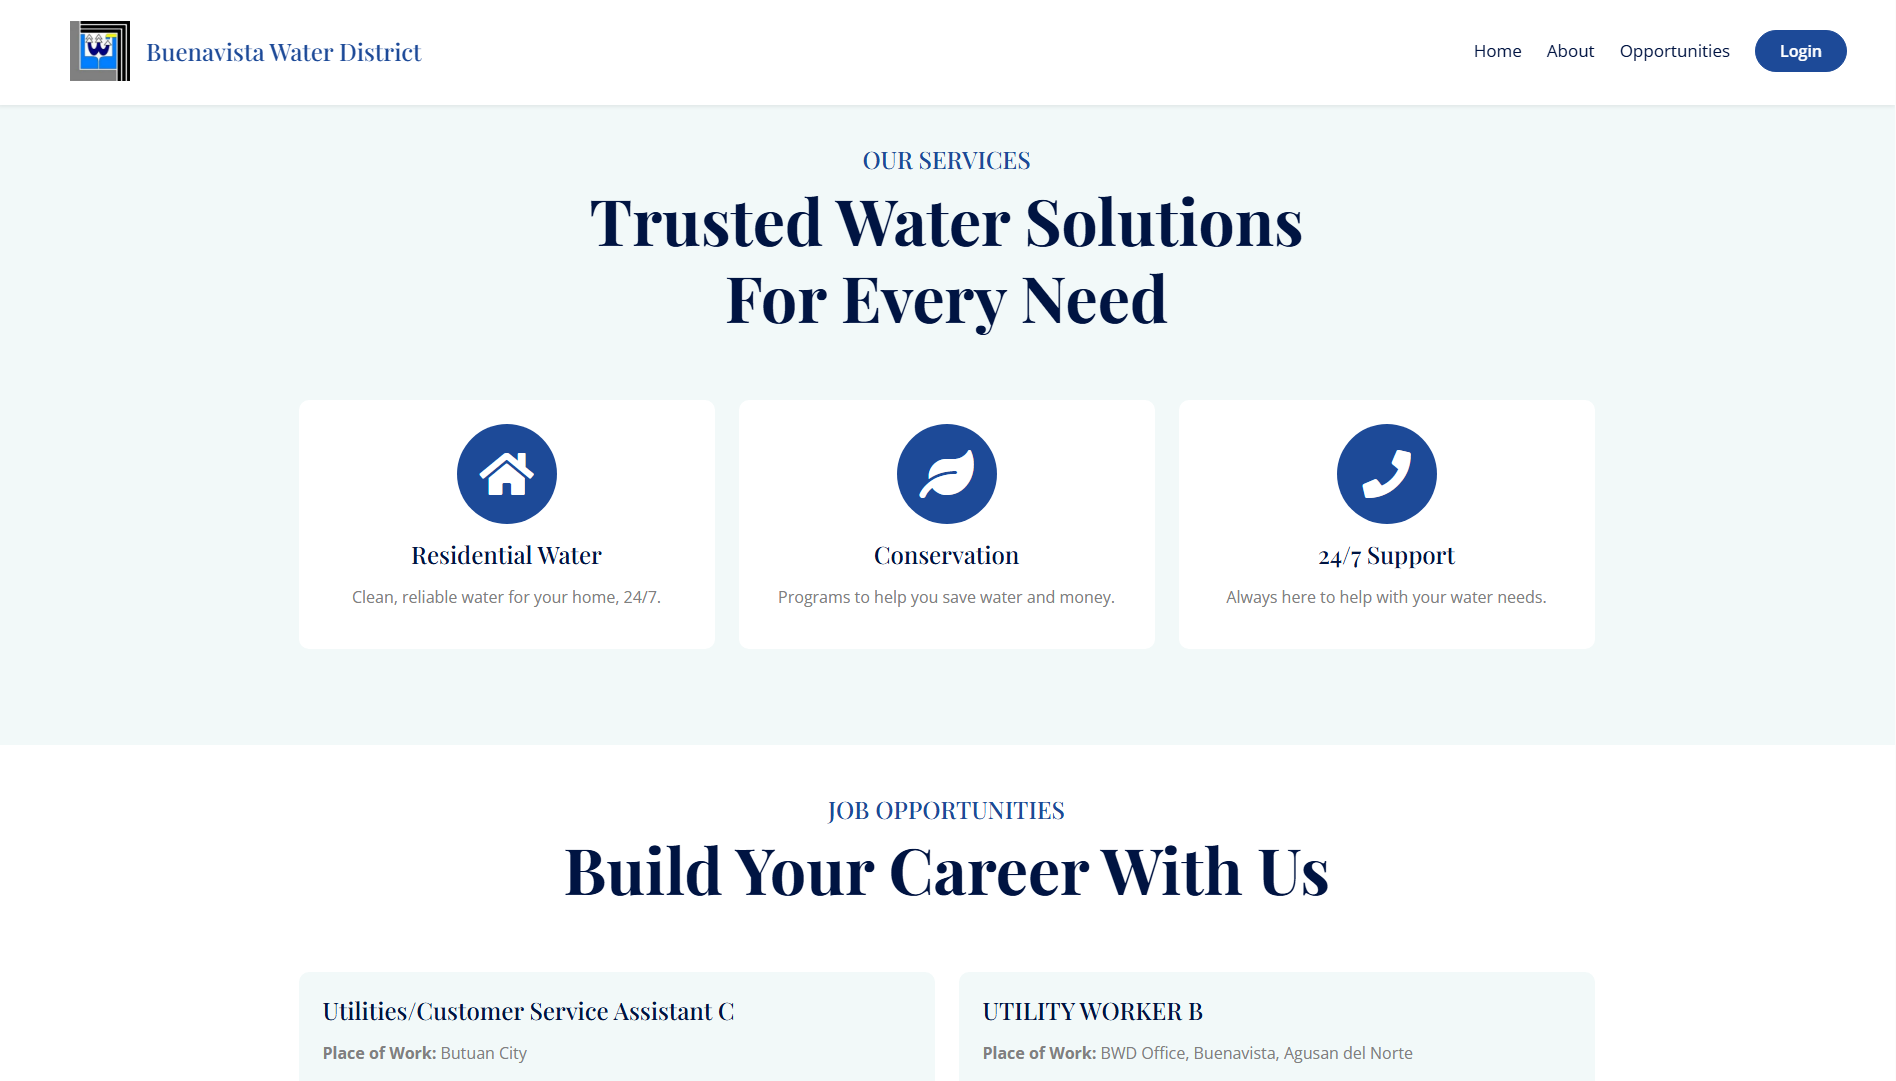 Buenavista Water District
Home About Opportunities Login
OUR SERVICES
Trusted Water Solutions
For Every Need
Residential Water
Clean, reliable water for your home, 24/7.
Conservation
Programs to help you save water and money.
24/7 Support
Always here to help with your water needs.
JOB OPPORTUNITIES
Build Your Career With Us
Utilities/Customer Service Assistant C
Place of Work: Butuan City
UTILITY WORKER B
Place of Work: BWD Office, Buenavista, Agusan del Norte